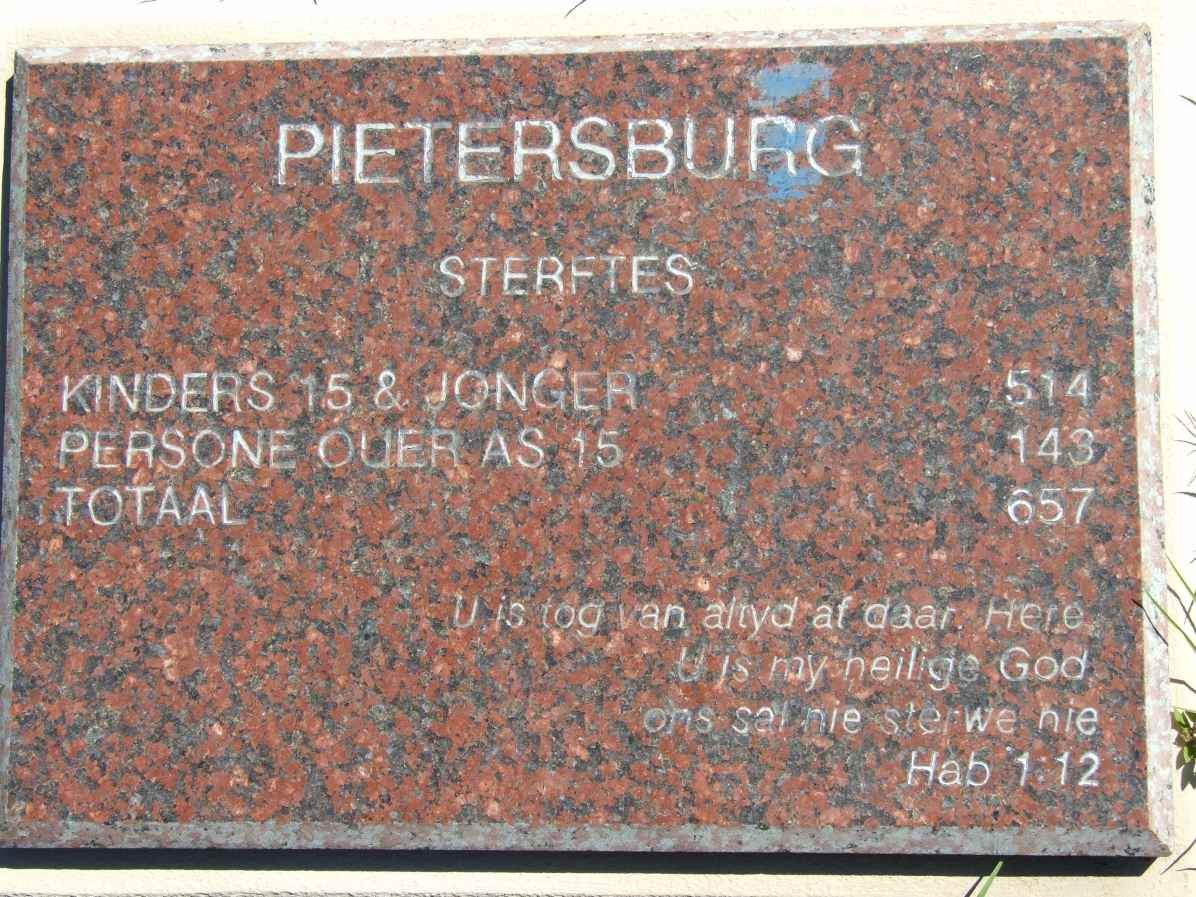 PIETERSBURG
STERFTES
KINDERS 15 & JONGER 514
PERSONE OUER AS 15 143
TOTAAL 657
U is tog van altyd af daar. Here
U is my heilige God
ons sal nie sterwe nie
Hab 1:12